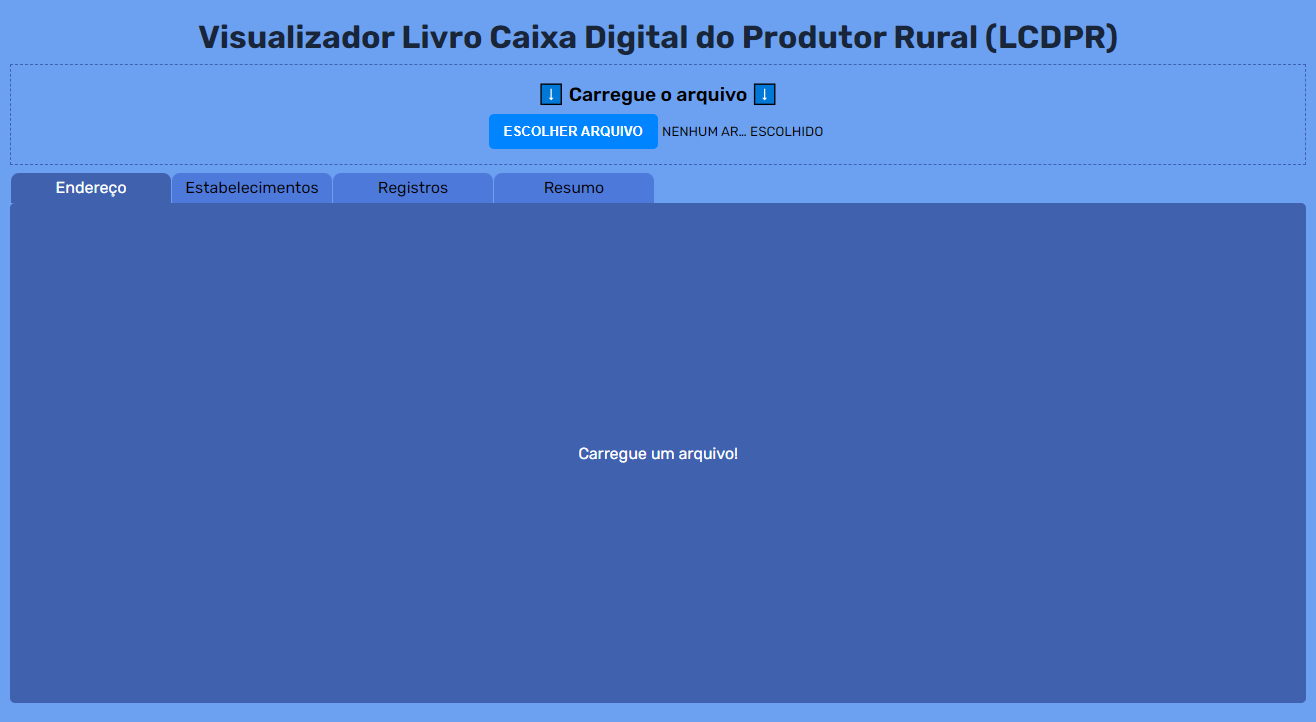 Visualizador Livro Caixa Digital do Produtor Rural (LCDPR)
⬇️ Carregue o arquivo ⬇️
ESCOLHER ARQUIVO NENHUM AR... ESCOLHIDO
Endereço Estabelecimentos Registros Resumo
Carregue um arquivo!